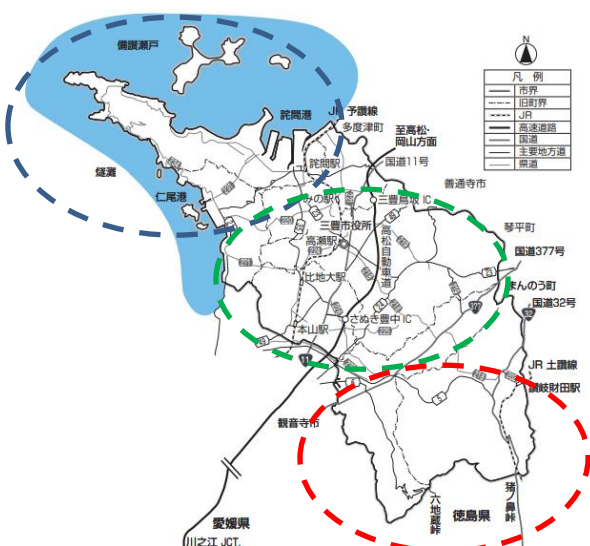 備讃瀬戸
燧灘
詫間港
仁尾港
JR 予讃線
多度津町
至高松・
岡山方面
国道11号
詫間駅
みの駅
三豊鳥坂 IC
善通寺市
三豊市役所
高瀬駅
高松自動車道
琴平町
国道377号
まんのう町
国道32号
比地大駅
さぬき豊中 IC
本山駅
377
32
11
JR 土讃線
讃岐財田駅
5
観音寺市
六地蔵峠
猪ノ鼻峠
徳島県
愛媛県
川之江 JCT.
N
凡 例
市界
旧町界
JR
高速道路
国道
主要地方道
県道